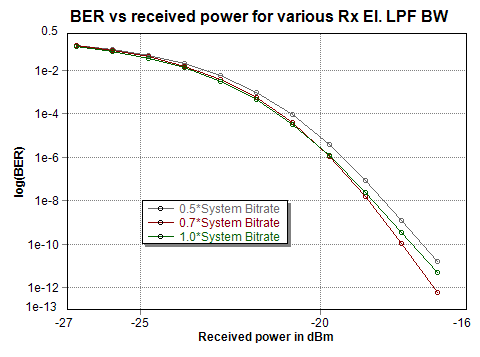 BER vs received power for various Rx El. LPF BW
0.5
1e-2
1e-4
1e-6
1e-8
1e-10
1e-12
1e-13
log(BER)
0.5*System Bitrate
0.7*System Bitrate
1.0*System Bitrate
-27
-25
-20
-16
Received power in dBm